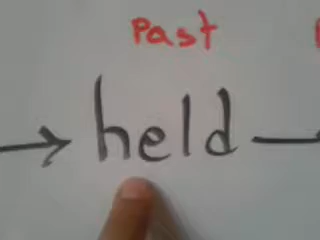 Past
→ held —